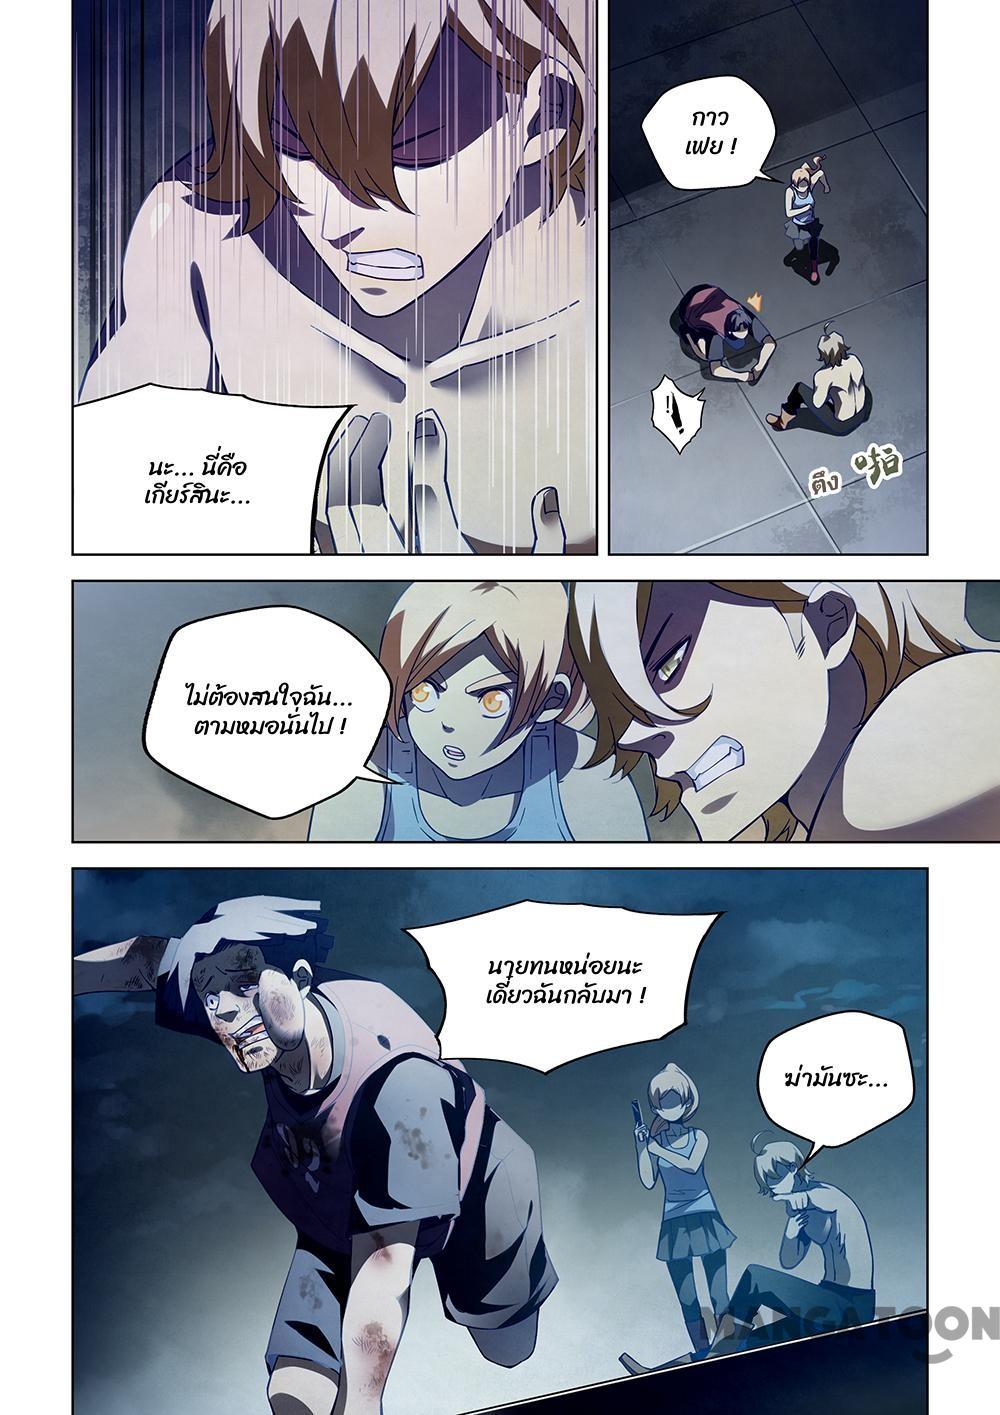 นะ... นี่คือ
เกียร์สินะ...
กาว
เฟย !
!!
ตึง
啪
ไม่ต้องสนใจฉัน...
ตามหมอนั่นไป !
นายทนหน่อยนะ
เดี๋ยวฉันกลับมา !
ฆ่ามันซะ...
MANGATOON